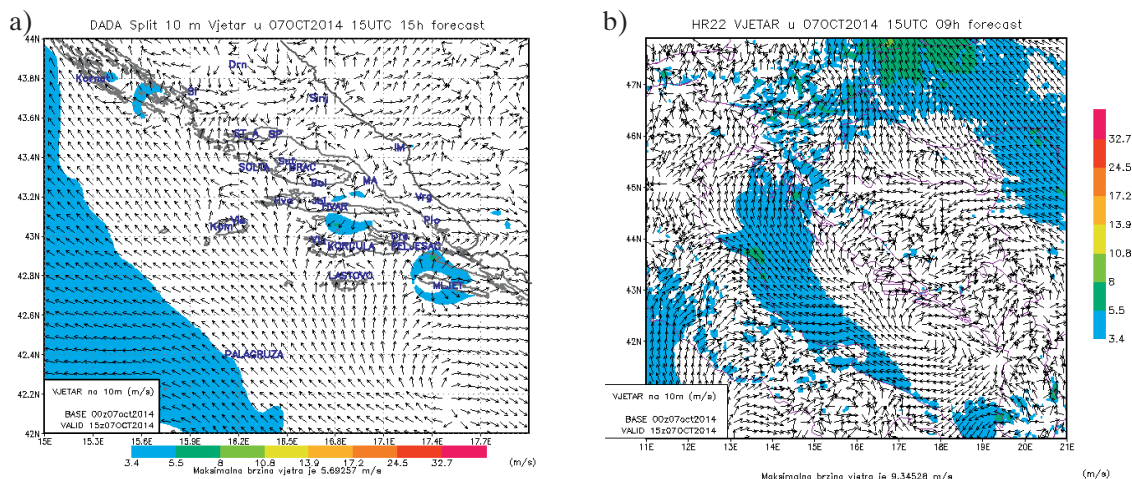 a)
DADA Split 10 m Vjetar u 07OCT2014 15UTC 15h forecast
44N
43.8N
43.6N
43.4N
43.2N
43N
42.8N
42.6N
42.4N
42.2N
42N
15E
15.3E
15.6E
15.9E
16.2E
16.5E
16.8E
17.1E
17.4E
17.7E
Drn
Sinj
ST-A
IM
BRAC
MA
Vrg
HVAR
Plo
KORCULA
PELJESAC
LASTOVO
MLJET
PALAGRUZA
VJETAR na 10m (m/s)
BASE 00z07oct2014
VALID 15z07OCT2014
3.4
5.5
8
10.8
13.9
17.2
24.5
32.7
(m/s)
Maksimalna brzina vjetra je 5.69257 m/s
b)
HR22 VJETAR u 07OCT2014 15UTC 09h forecast
47N
46N
45N
44N
43N
42N
11E
12E
13E
14E
15E
16E
17E
18E
19E
20E
21E
VJETAR na 10m (m/s)
BASE 00z07oct2014
VALID 15z07OCT2014
32.7
24.5
17.2
13.9
10.8
8
5.5
3.4
(m/s)
Maksimalna brzina vjetra je 9.34528 m/s